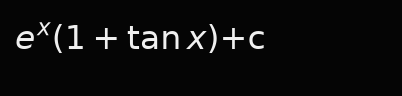 eˣ(1 + tan x)+c